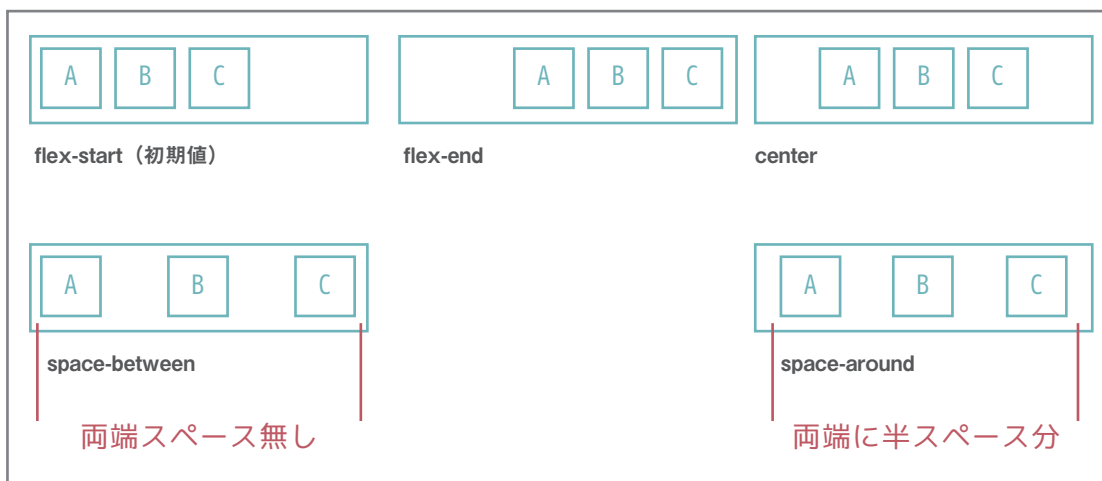 A B C
A B C
A B C
flex-start（初期値）
flex-end
center
A B C
A B C
space-between
space-around
両端スペース無し
両端に半スペース分